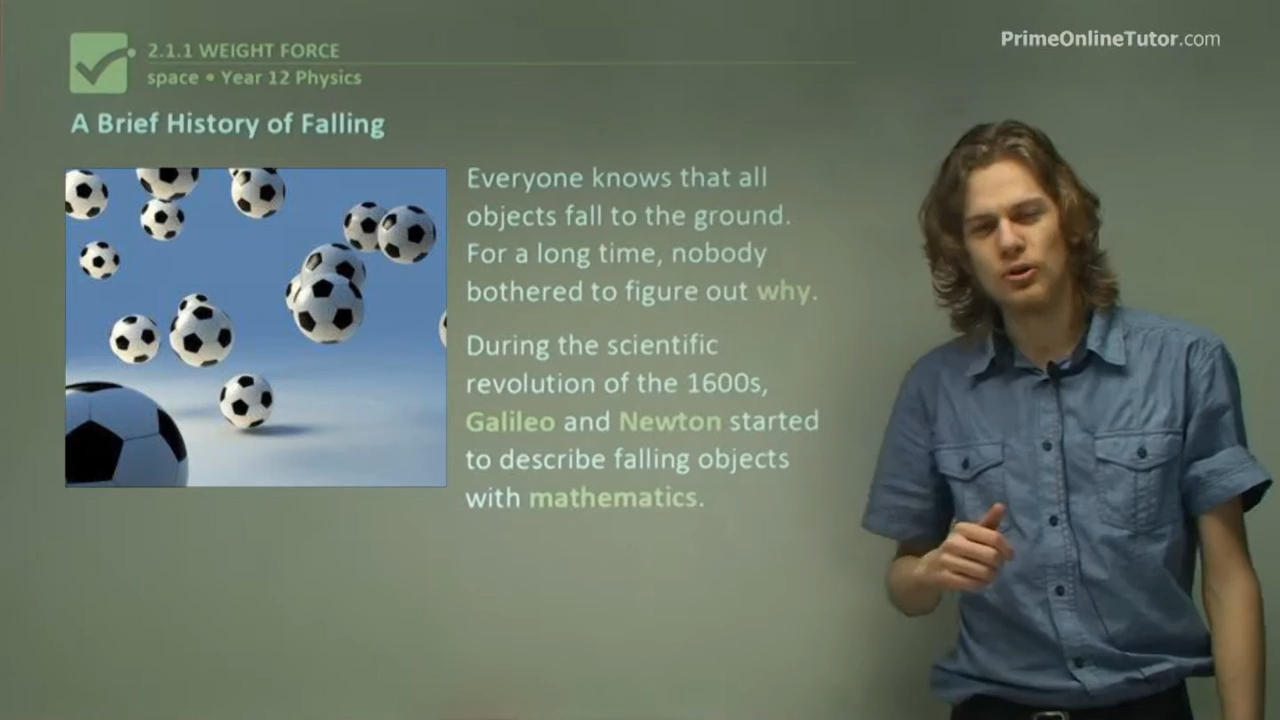 2.1.1 WEIGHT FORCE
space • Year 12 Physics
PrimeOnlineTutor.com
A Brief History of Falling
Everyone knows that all
objects fall to the ground.
For a long time, nobody
bothered to figure out why.
During the scientific
revolution of the 1600s,
Galileo and Newton started
to describe falling objects
with mathematics.